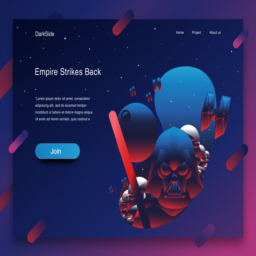 DarkSide
Home Project About us
Empire Strikes Back
"Lorem ipsum dolor sit amet, consectetur
adipiscing elit, sed do eiusmod tempor
incididunt ut labore et dolore magna aliqua.
Ut enim ad minim veniam, quis nostrud e
Join